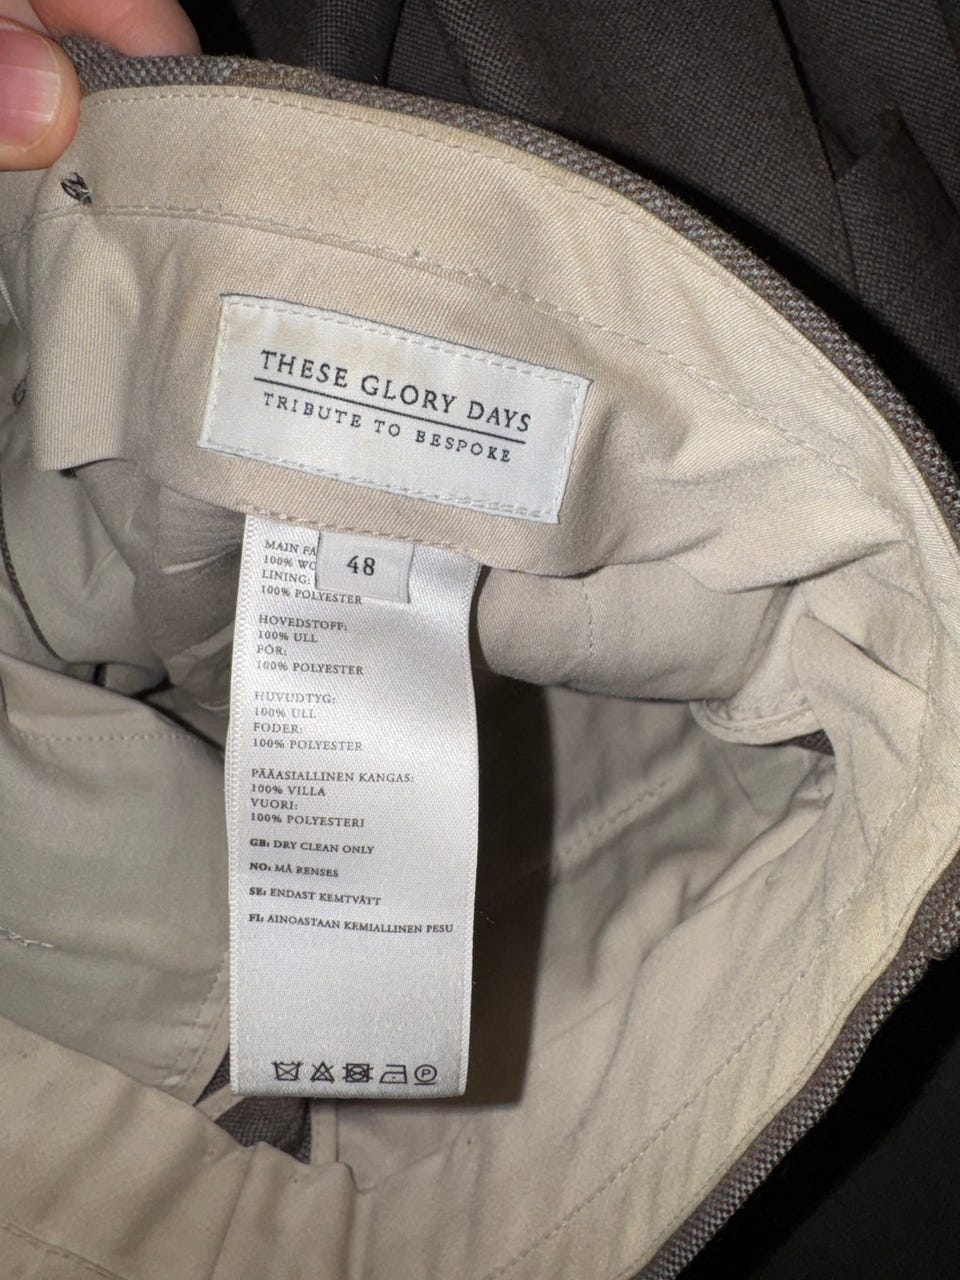 THESE GLORY DAYS
TRIBUTE TO BESPOKE
48
MAIN
100%
LINING:
100% POLYESTER
HOVEDSTOFF:
100% ULL
FÓR:
100% POLYESTER
HUVUDTYG:
100% ULL
FODER:
100% POLYESTER
PÄÄASIALLINEN KANGAS:
100% VILLA
VUORI:
100% POLYESTERI
GB: DRY CLEAN ONLY
NO: MÅ RENSES
SE: ENDAST KEMTVÄTT
FI: AINOASTAAN KEMIALLINEN PESU
P